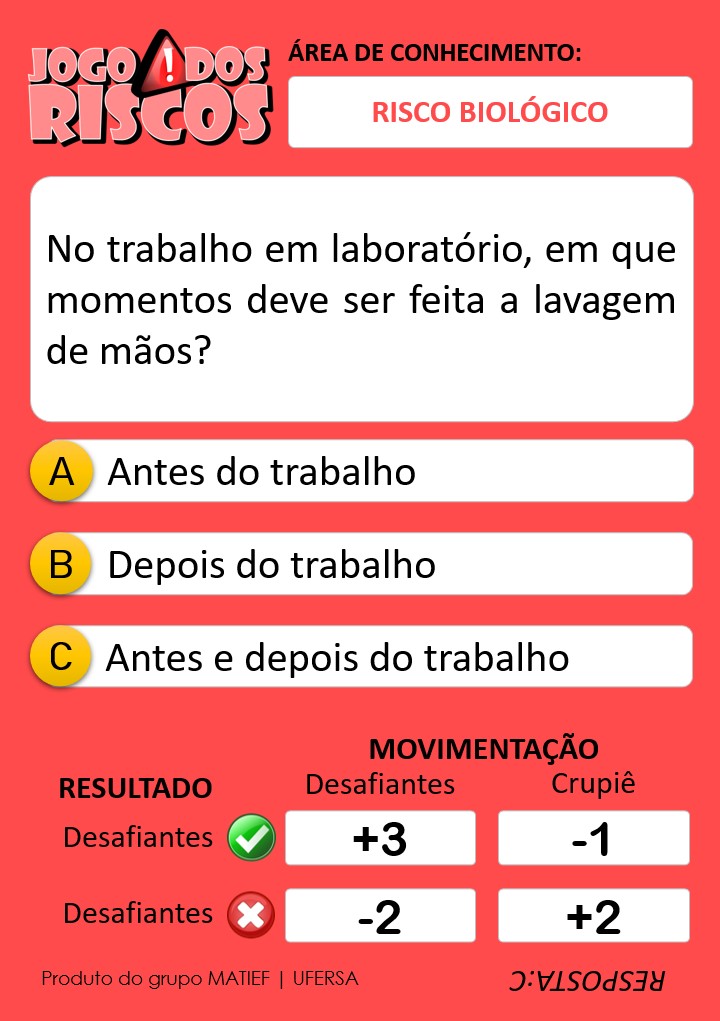 JOGO DOS
RISCOS
ÁREA DE CONHECIMENTO:
RISCO BIOLÓGICO
No trabalho em laboratório, em que
momentos deve ser feita a lavagem
de mãos?
A Antes do trabalho
B Depois do trabalho
C Antes e depois do trabalho
MOVIMENTAÇÃO
RESULTADO Desafiantes Crupiê
Desafiantes +3 -1
Desafiantes -2 +2
Produto do grupo MATIEF | UFERSA
RESPOSTA:C